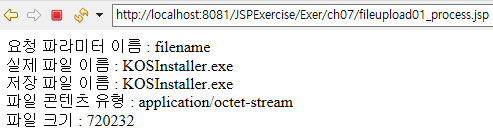 http://localhost:8081/JSPExercise/Exer/ch07/fileupload01_process.jsp
요청 파라미터 이름 : filename
실제 파일 이름 : KOSInstaller.exe
저장 파일 이름 : KOSInstaller.exe
파일 콘텐츠 유형 : application/octet-stream
파일 크기 : 720232